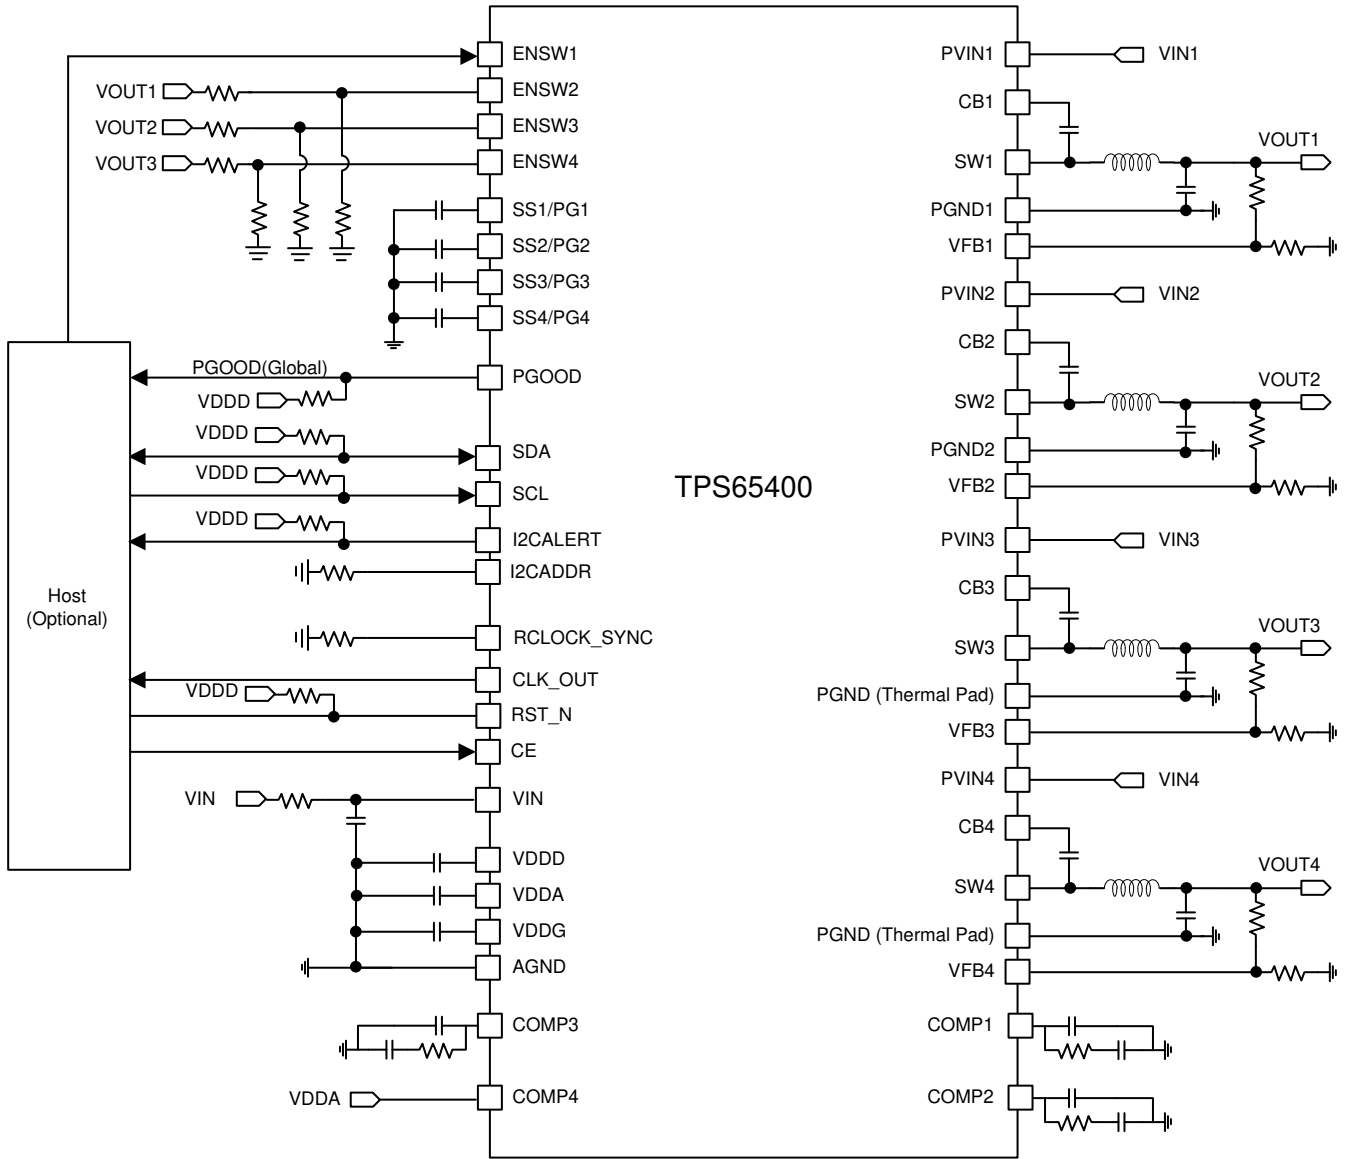 ENSW1
VOUT1
ENSW2
VOUT2
ENSW3
VOUT3
ENSW4
SS1/PG1
SS2/PG2
SS3/PG3
SS4/PG4
PGOOD(Global)
PGOOD
VDDD
VDDD
SDA
VDDD
SCL
VDDD
I2CALERT
I2CADDR
Host
(Optional)
RCLOCK_SYNC
CLK_OUT
VDDD
RST_N
CE
VIN
VIN
VDDD
VDDA
VDDG
AGND
COMP3
VDDA
COMP4
TPS65400
PVIN1
VIN1
CB1
VOUT1
SW1
PGND1
VFB1
PVIN2
VIN2
CB2
VOUT2
SW2
PGND2
VFB2
PVIN3
VIN3
CB3
VOUT3
SW3
PGND (Thermal Pad)
VFB3
PVIN4
VIN4
CB4
VOUT4
SW4
PGND (Thermal Pad)
VFB4
COMP1
COMP2